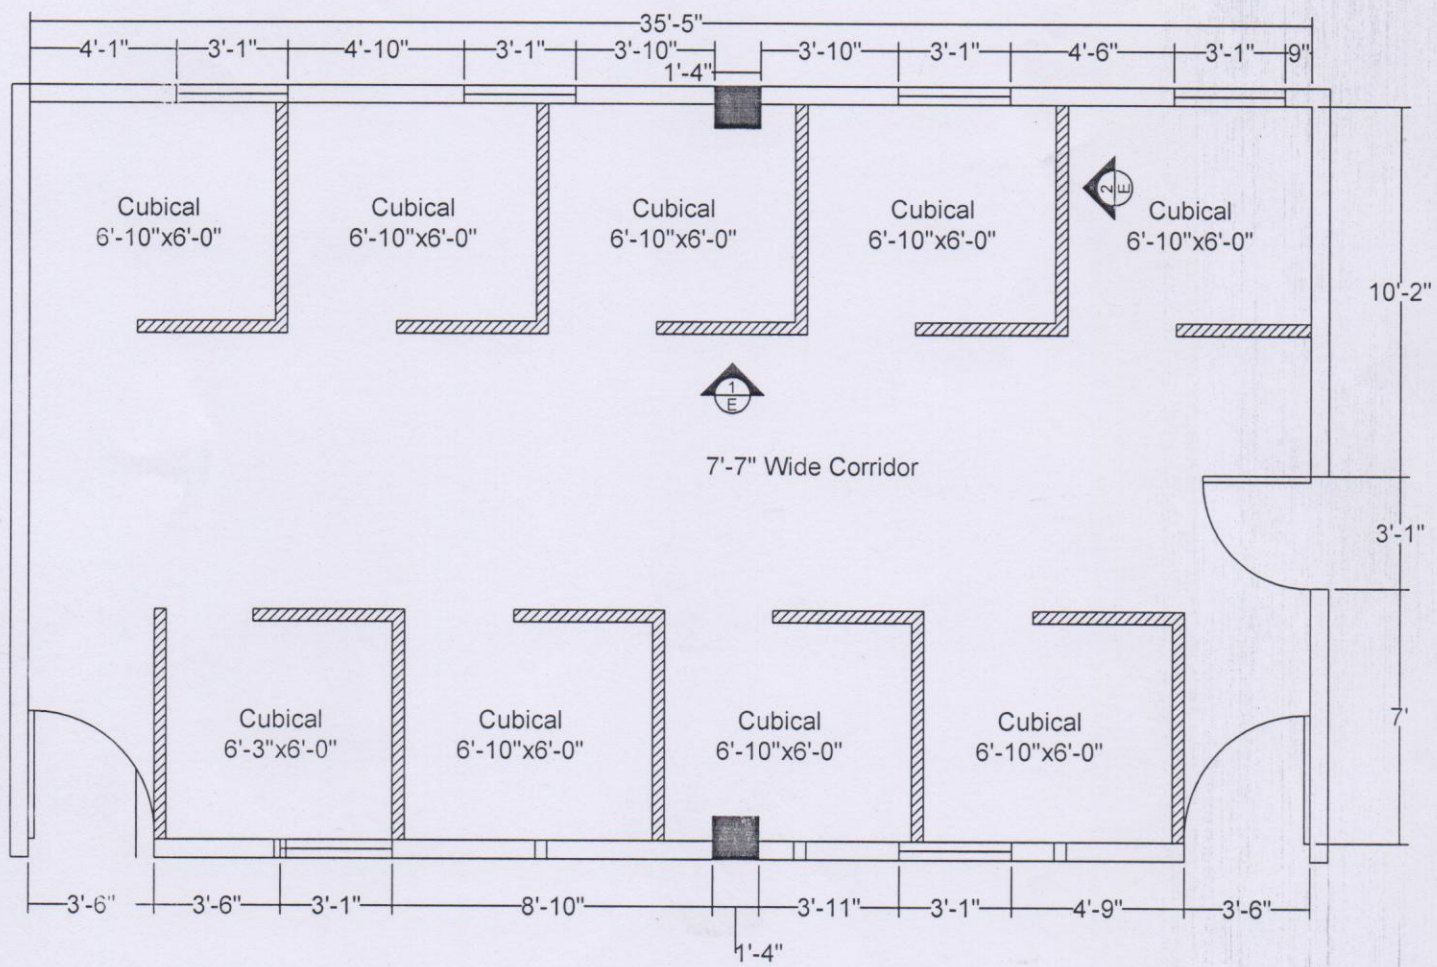 35'-5"
4'-1" 3'-1" 4'-10" 3'-1" 3'-10" 3'-10" 3'-1" 4'-6" 3'-1" 9"
1'-4"
Cubical
6'-10"x6'-0"
Cubical
6'-10"x6'-0"
Cubical
6'-10"x6'-0"
Cubical
6'-10"x6'-0"
2
E
Cubical
6'-10"x6'-0"
10'-2"
1
E
7'-7" Wide Corridor
3'-1"
Cubical
6'-3"x6'-0"
Cubical
6'-10"x6'-0"
Cubical
6'-10"x6'-0"
Cubical
6'-10"x6'-0"
7'
3'-6" 3'-6" 3'-1" 8'-10" 3'-11" 3'-1" 4'-9" 3'-6"
1'-4"